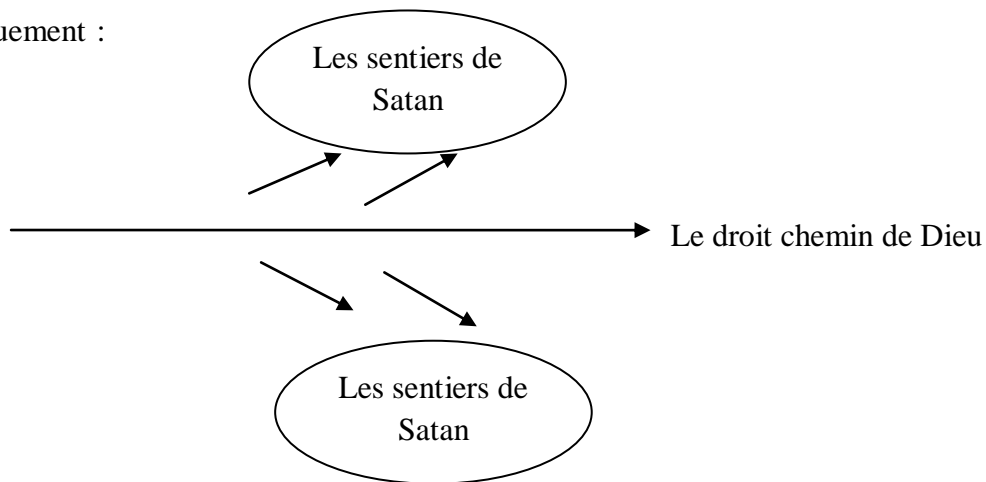 uement :
Les sentiers de
Satan
Le droit chemin de Dieu
Les sentiers de
Satan